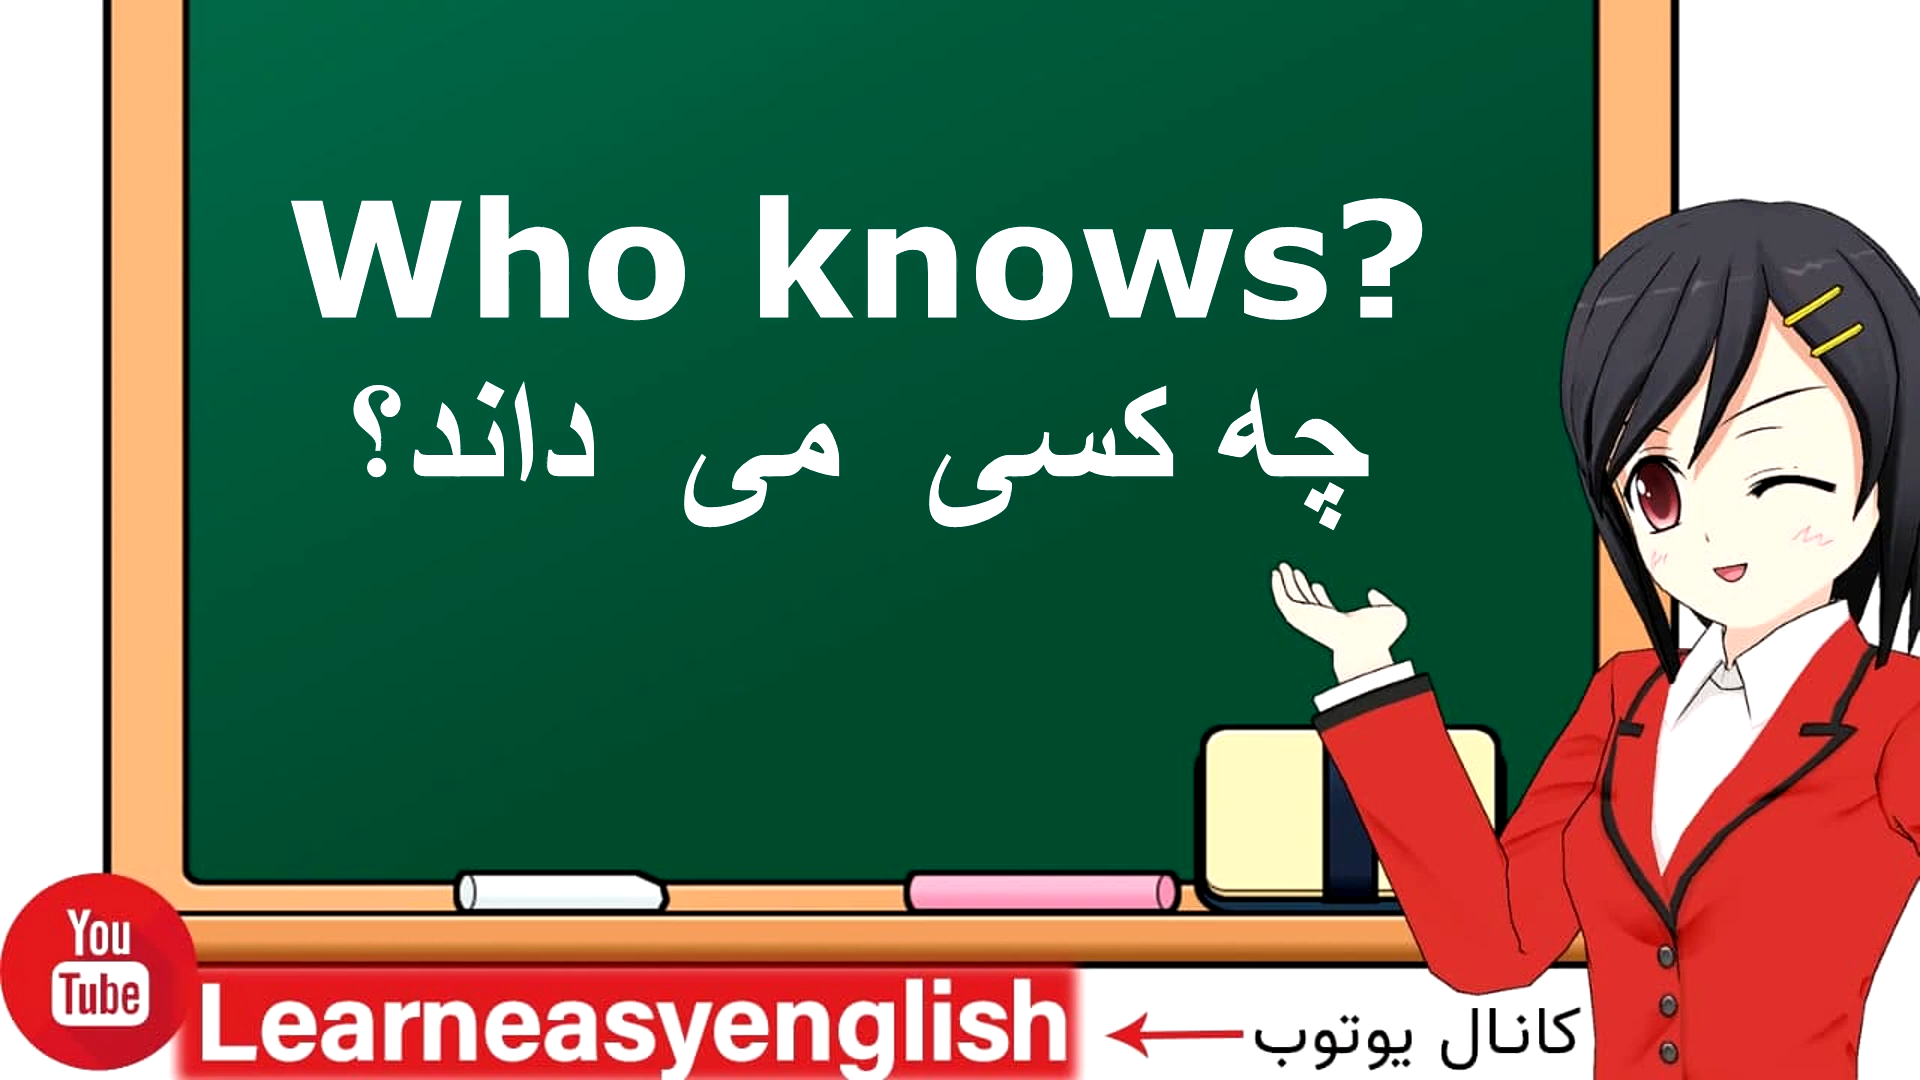 Who knows?
چه کسی می داند؟
You
Tube
Learneasyenglish
کانال یوتوب